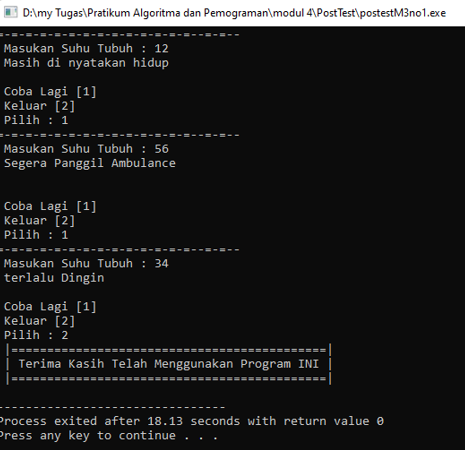 D:\my Tugas\Pratikum Algoritma dan Pemograman\modul 4\PostTest\postestM3no1.exe
-=-=-=-=-=-=-=-=-=-=-=-=-=-=-=-=--
Masukan Suhu Tubuh : 12
Masih di nyatakan hidup
Coba Lagi [1]
Keluar [2]
Pilih : 1
-=-=-=-=-=-=-=-=-=-=-=-=-=-=-=-=--
Masukan Suhu Tubuh : 56
Segera Panggil Ambulance
Coba Lagi [1]
Keluar [2]
Pilih : 1
-=-=-=-=-=-=-=-=-=-=-=-=-=-=-=-=--
Masukan Suhu Tubuh : 34
terlalu Dingin
Coba Lagi [1]
Keluar [2]
Pilih : 2
|============================================|
| Terima Kasih Telah Menggunakan Program INI |
|============================================|
--------------------------------
Process exited after 18.13 seconds with return value 0
Press any key to continue . . .